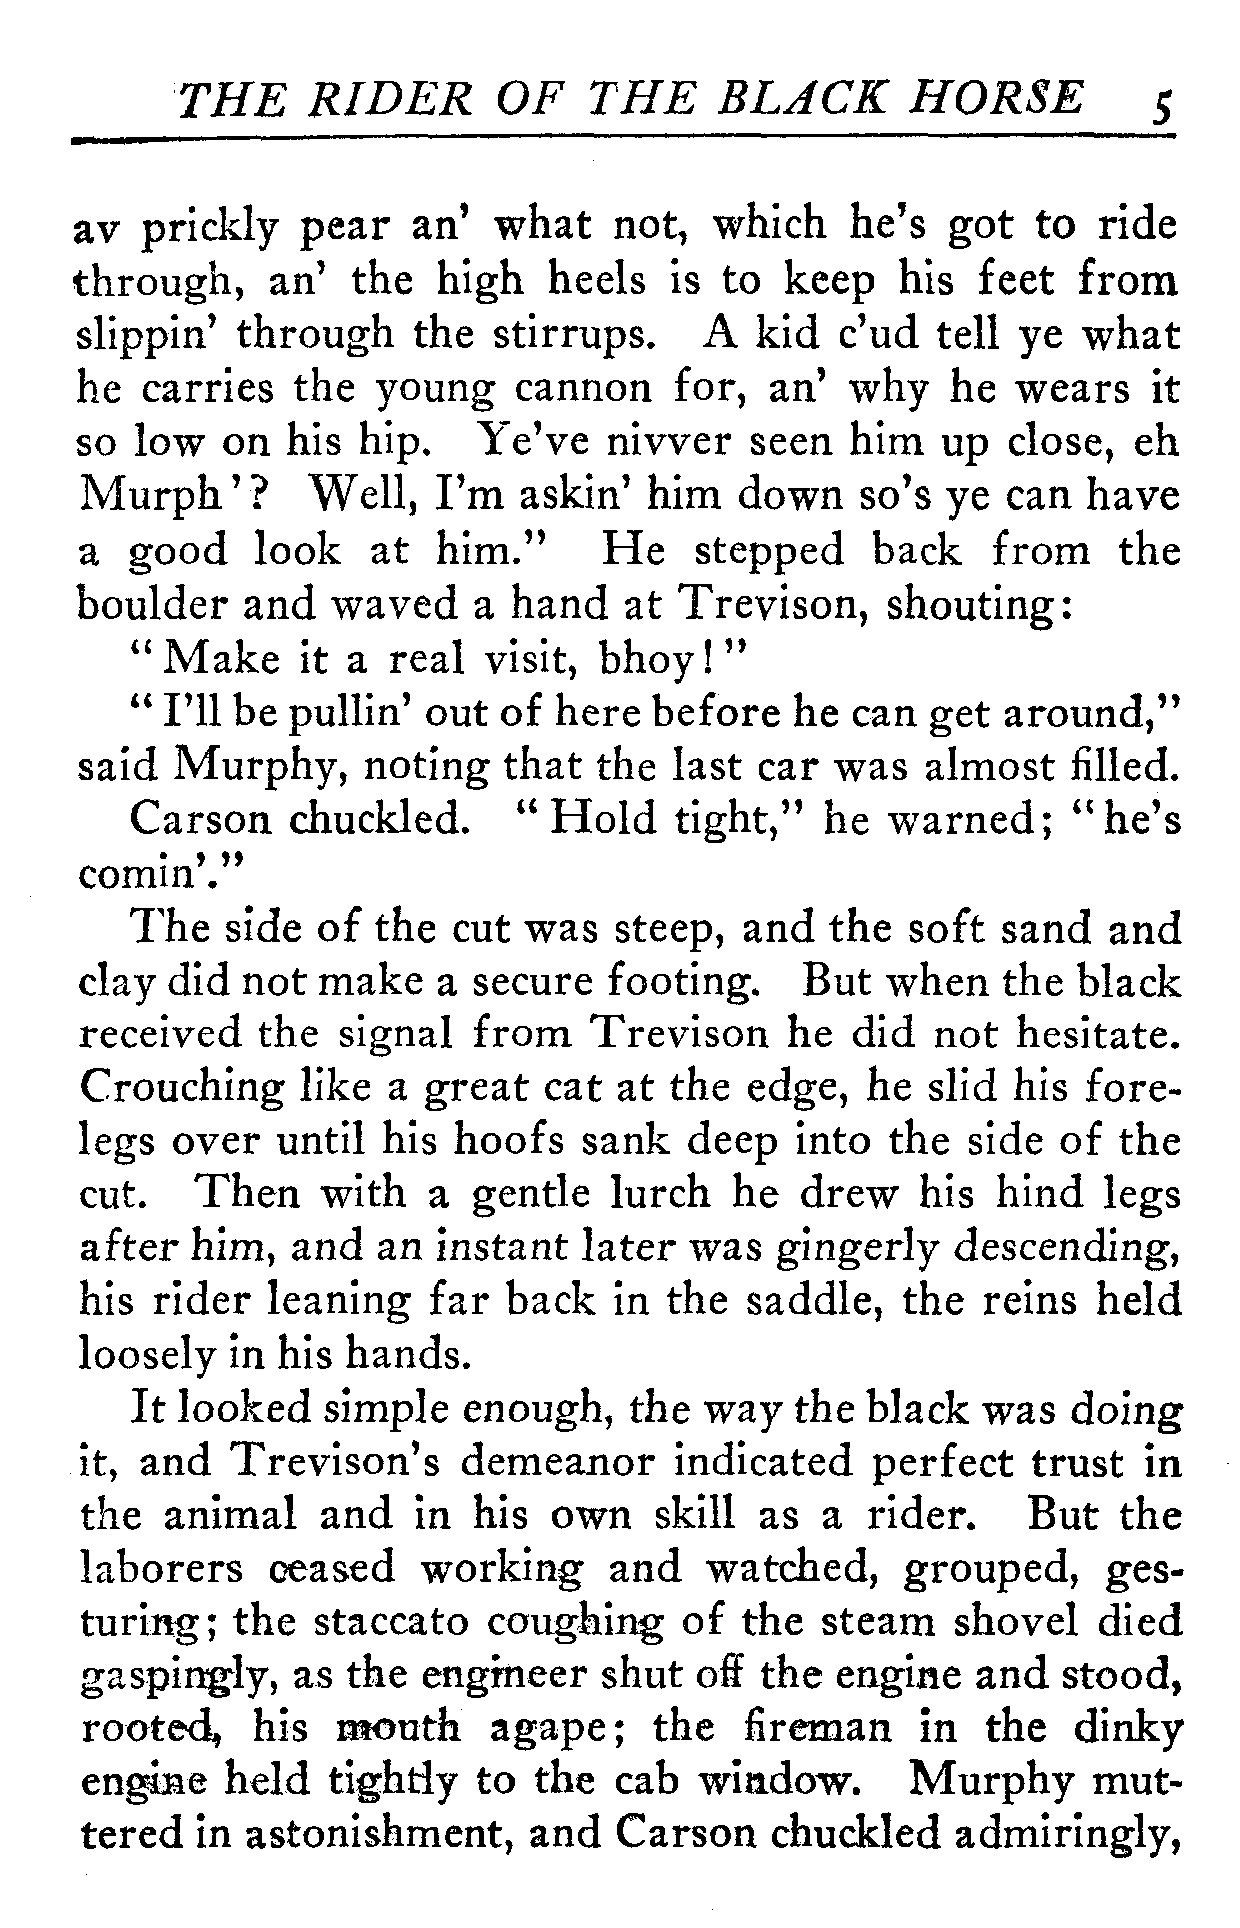 THE RIDER OF THE BLACK HORSE 5
av prickly pear an' what not, which he's got to ride
through, an' the high heels is to keep his feet from
slippin' through the stirrups. A kid c'ud tell ye what
he carries the young cannon for, an' why he wears it
so low on his hip. Ye've nivver seen him up close, eh
Murph'? Well, I'm askin' him down so's ye can have
a good look at him." He stepped back from the
boulder and waved a hand at Trevison, shouting:
"Make it a real visit, bhoy!"
"I'll be pullin' out of here before he can get around,"
said Murphy, noting that the last car was almost filled.
Carson chuckled. "Hold tight," he warned; "he's
comin'."
The side of the cut was steep, and the soft sand and
clay did not make a secure footing. But when the black
received the signal from Trevison he did not hesitate.
Crouching like a great cat at the edge, he slid his fore-
legs over until his hoofs sank deep into the side of the
cut. Then with a gentle lurch he drew his hind legs
after him, and an instant later was gingerly descending,
his rider leaning far back in the saddle, the reins held
loosely in his hands.
It looked simple enough, the way the black was doing
it, and Trevison's demeanor indicated perfect trust in
the animal and in his own skill as a rider. But the
laborers ceased working and watched, grouped, ges-
turing; the staccato coughing of the steam shovel died
gaspingly, as the engineer shut off the engine and stood,
rooted, his mouth agape; the fireman in the dinky
engine held tightly to the cab window. Murphy mut-
tered in astonishment, and Carson chuckled admiringly,